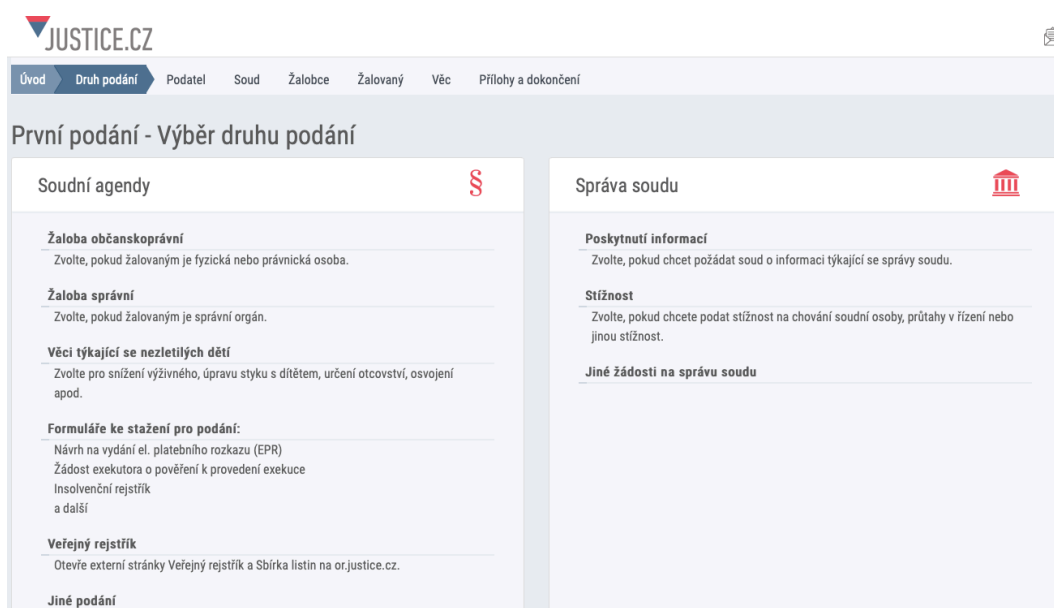 JUSTICE.CZ
Úvod Druh podání Podatel Soud Žalobce Žalovaný Věc Přílohy a dokončení
První podání - Výběr druhu podání
Soudní agendy §
Žaloba občanskoprávní
Zvolte, pokud žalovaným je fyzická nebo právnická osoba.
Žaloba správní
Zvolte, pokud žalovaným je správní orgán.
Věci týkající se nezletilých dětí
Zvolte pro snížení výživného, úpravu styku s dítětem, určení otcovství, osvojení
apod.
Formuláře ke stažení pro podání:
Návrh na vydání el. platebního rozkazu (EPR)
Žádost exekutora o pověření k provedení exekuce
Insolvenční rejstřík
a další
Veřejný rejstřík
Otevře externí stránky Veřejný rejstřík a Sbírka listin na or.justice.cz.
Jiné podání
Správa soudu
Poskytnutí informací
Zvolte, pokud chcet požádat soud o informaci týkající se správy soudu.
Stížnost
Zvolte, pokud chcete podat stížnost na chování soudní osoby, průtahy v řízení nebo
jinou stížnost.
Jiné žádosti na správu soudu